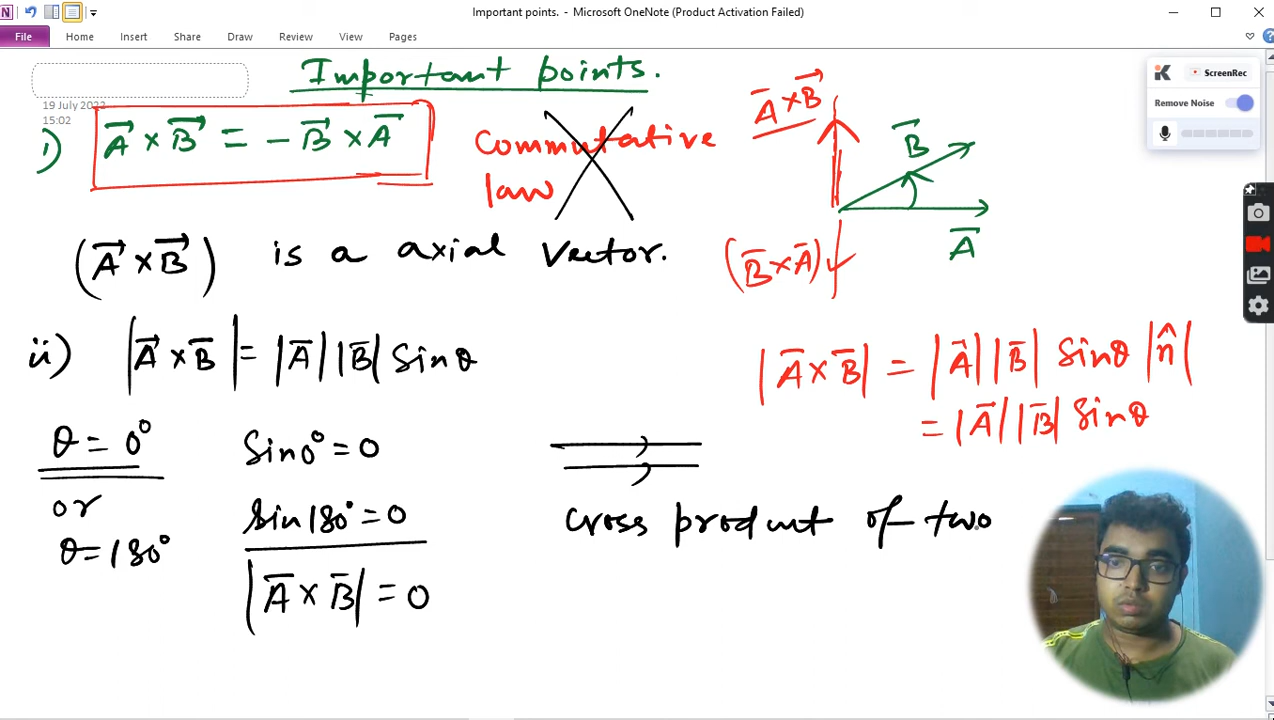 Important points. - Microsoft OneNote (Product Activation Failed)
File Home Insert Share Draw Review View Pages
ScreenRec
Remove Noise
Important points.
19 July 2022
15:02
i) A⃗ × B⃗ = - B⃗ × A⃗
Commutative
law
A̅ × B⃗
B⃗
A̅
(B̅ × A̅)
(A⃗ × B⃗) is a axial vector.
ii) |A⃗ × B̅| = |A̅| |B̅| Sinθ
|A̅ × B̅| = |A̅| |B̅| Sinθ |n̂|
= |A̅| |B̅| Sinθ
θ = 0°
or
θ = 180°
Sin0° = 0
Sin180° = 0
|A̅ × B̅| = 0
cross product of two